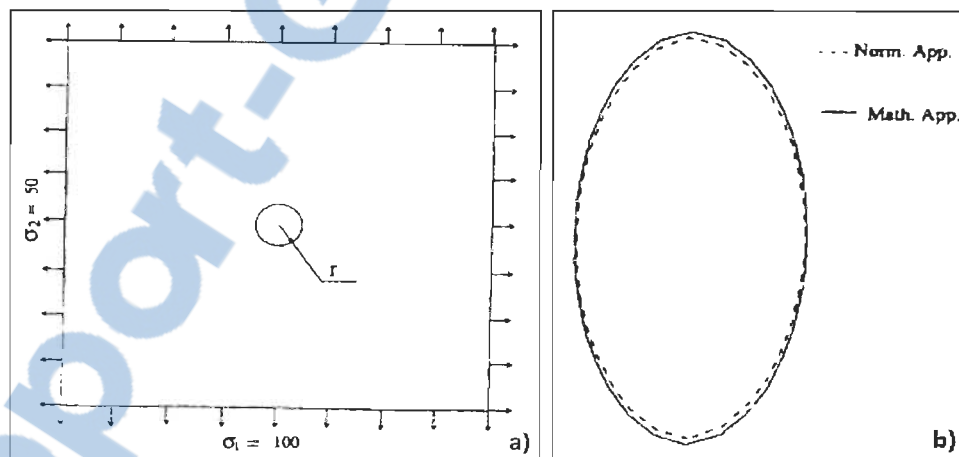 σ₂ = 50
r
σ₁ = 100
a)
Norm. App.
Math. App.
b)